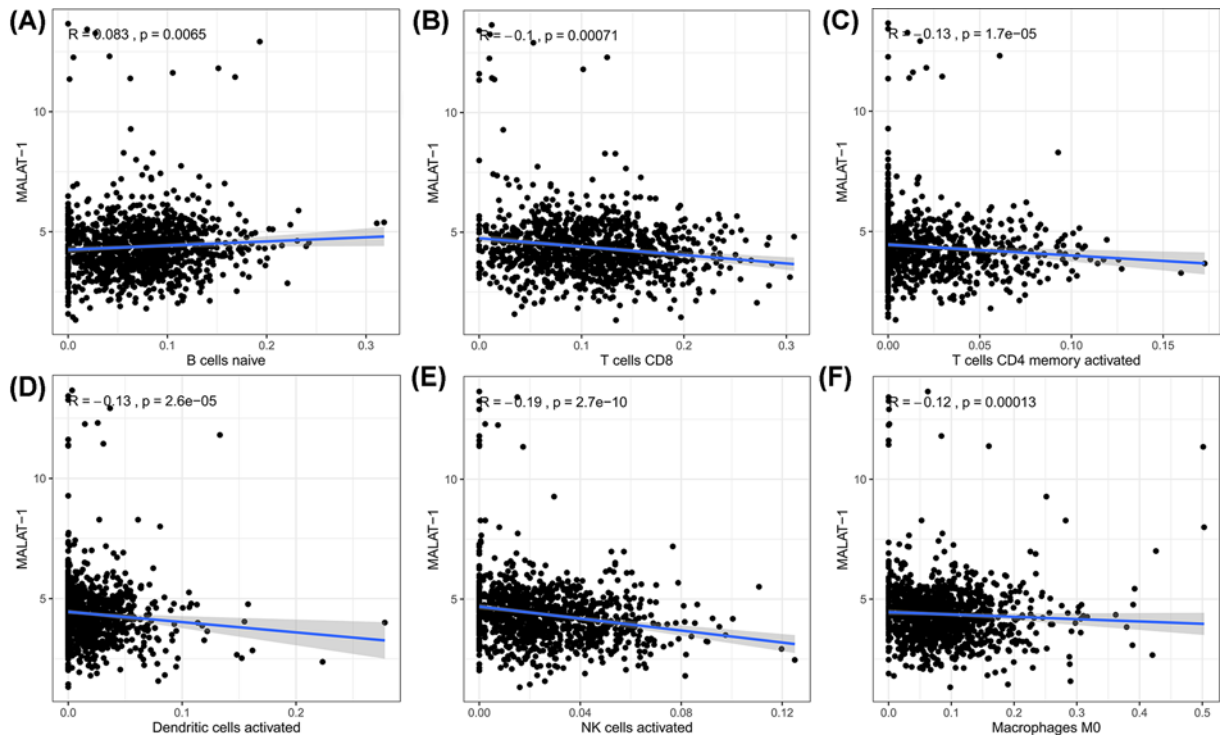 (A)
R = 0.083 , p = 0.0065
MALAT−1
10
5
0.0 0.1 0.2 0.3
B cells naive
(B)
R = −0.1 , p = 0.00071
MALAT−1
10
5
0.0 0.1 0.2 0.3
T cells CD8
(C)
R = −0.13 , p = 1.7e−05
MALAT−1
10
5
0.00 0.05 0.10 0.15
T cells CD4 memory activated
(D)
R = −0.13 , p = 2.6e−05
MALAT−1
10
5
0.0 0.1 0.2
Dendritic cells activated
(E)
R = −0.19 , p = 2.7e−10
MALAT−1
10
5
0.00 0.04 0.08 0.12
NK cells activated
(F)
R = −0.12 , p = 0.00013
MALAT−1
10
5
0.0 0.1 0.2 0.3 0.4 0.5
Macrophages M0